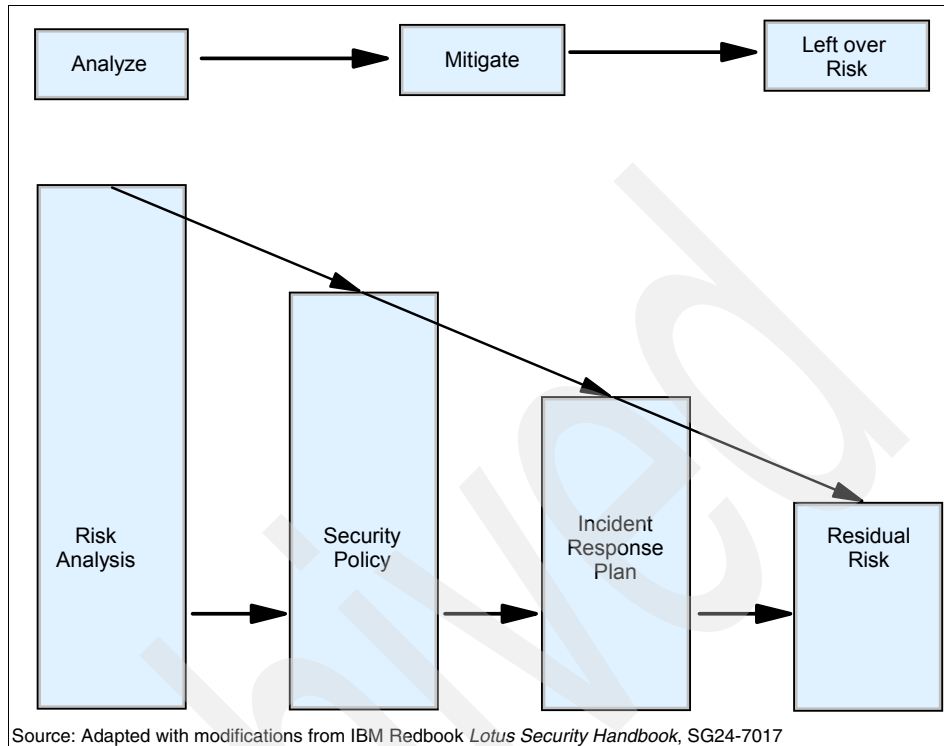 Analyze
Mitigate
Left over
Risk
Risk
Analysis
Security
Policy
Incident
Response
Plan
Residual
Risk
hived
Source: Adapted with modifications from IBM Redbook Lotus Security Handbook, SG24-7017